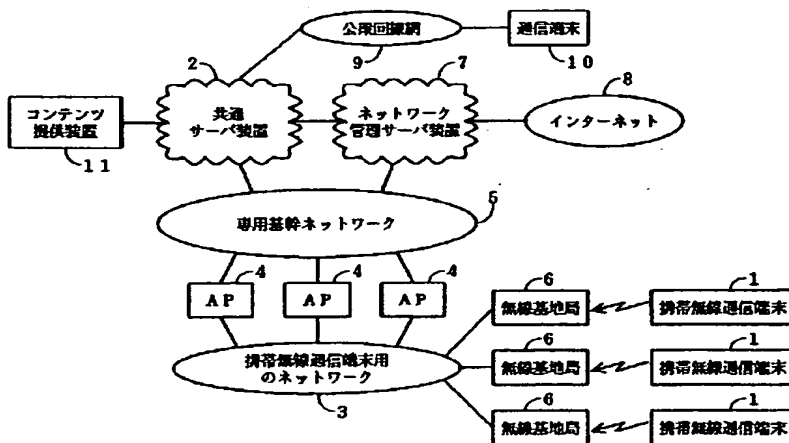 公衆回線網
9
通信端末
10
2
7
8
コンテンツ
提供装置
11
共通
サーバ装置
ネットワーク
管理サーバ装置
インターネット
5
専用基幹ネットワーク
4
4
4
AP
AP
AP
6
1
無線基地局
携帯無線通信端末
6
1
無線基地局
携帯無線通信端末
6
1
無線基地局
携帯無線通信端末
携帯無線通信端末用
のネットワーク
3